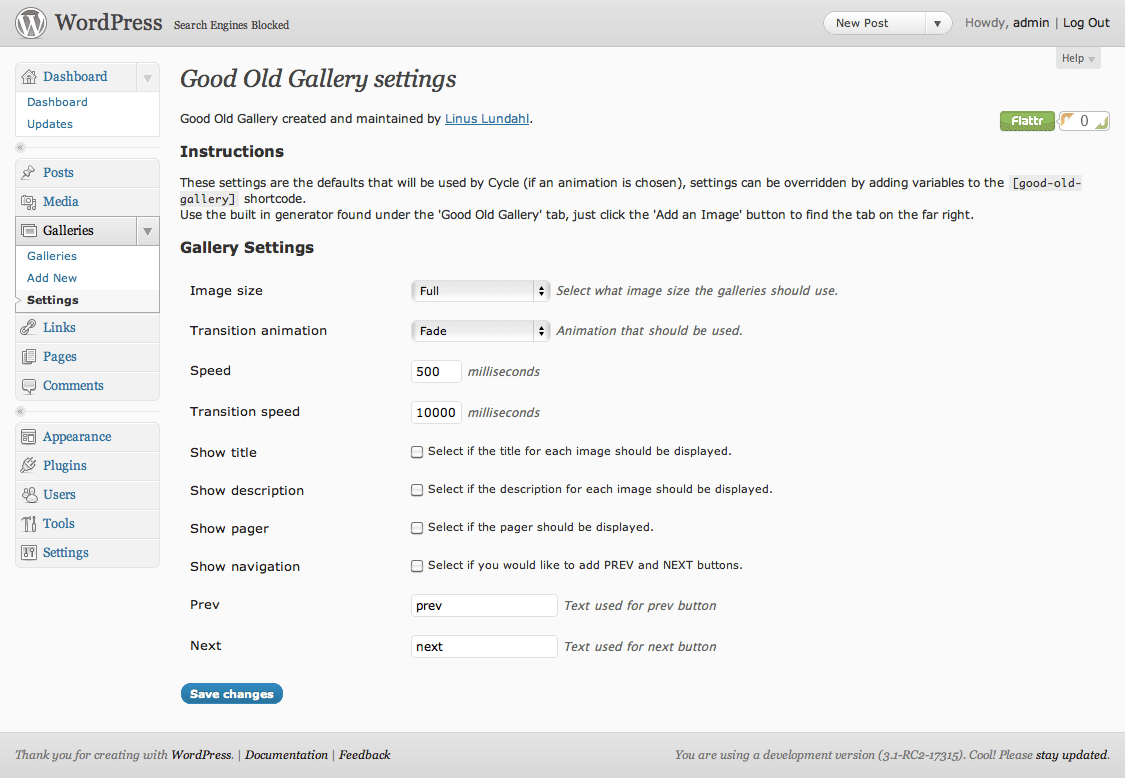 WordPress Search Engines Blocked
New Post
Howdy, admin | Log Out
Help
Dashboard
Dashboard
Updates
Posts
Media
Galleries
Galleries
Add New
Settings
Links
Pages
Comments
Appearance
Plugins
Users
Tools
Settings
Good Old Gallery settings
Good Old Gallery created and maintained by Linus Lundahl.
Flattr 0
Instructions
These settings are the defaults that will be used by Cycle (if an animation is chosen), settings can be overridden by adding variables to the [good-old-
gallery] shortcode.
Use the built in generator found under the 'Good Old Gallery' tab, just click the 'Add an Image' button to find the tab on the far right.
Gallery Settings
Image size Full Select what image size the galleries should use.
Transition animation Fade Animation that should be used.
Speed 500 milliseconds
Transition speed 10000 milliseconds
Show title Select if the title for each image should be displayed.
Show description Select if the description for each image should be displayed.
Show pager Select if the pager should be displayed.
Show navigation Select if you would like to add PREV and NEXT buttons.
Prev prev Text used for prev button
Next next Text used for next button
Save changes
Thank you for creating with WordPress. | Documentation | Feedback
You are using a development version (3.1-RC2-17315). Cool! Please stay updated.